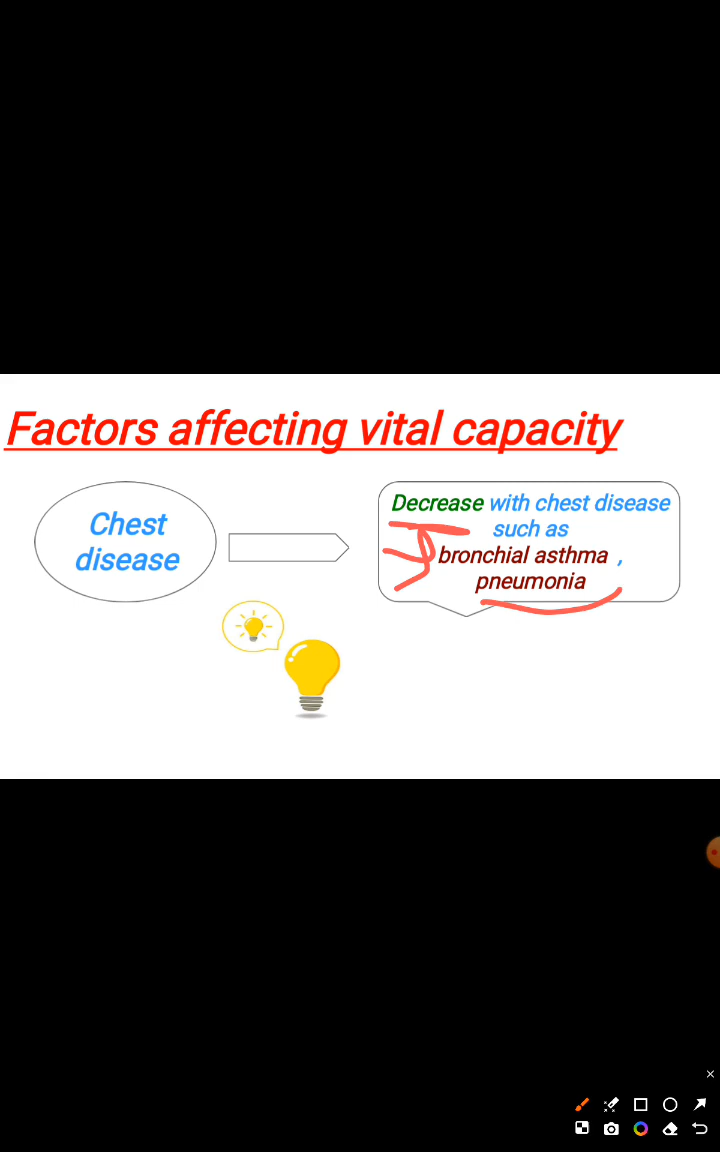 Factors affecting vital capacity
Chest
disease
Decrease with chest disease
such as
bronchial asthma ,
pneumonia